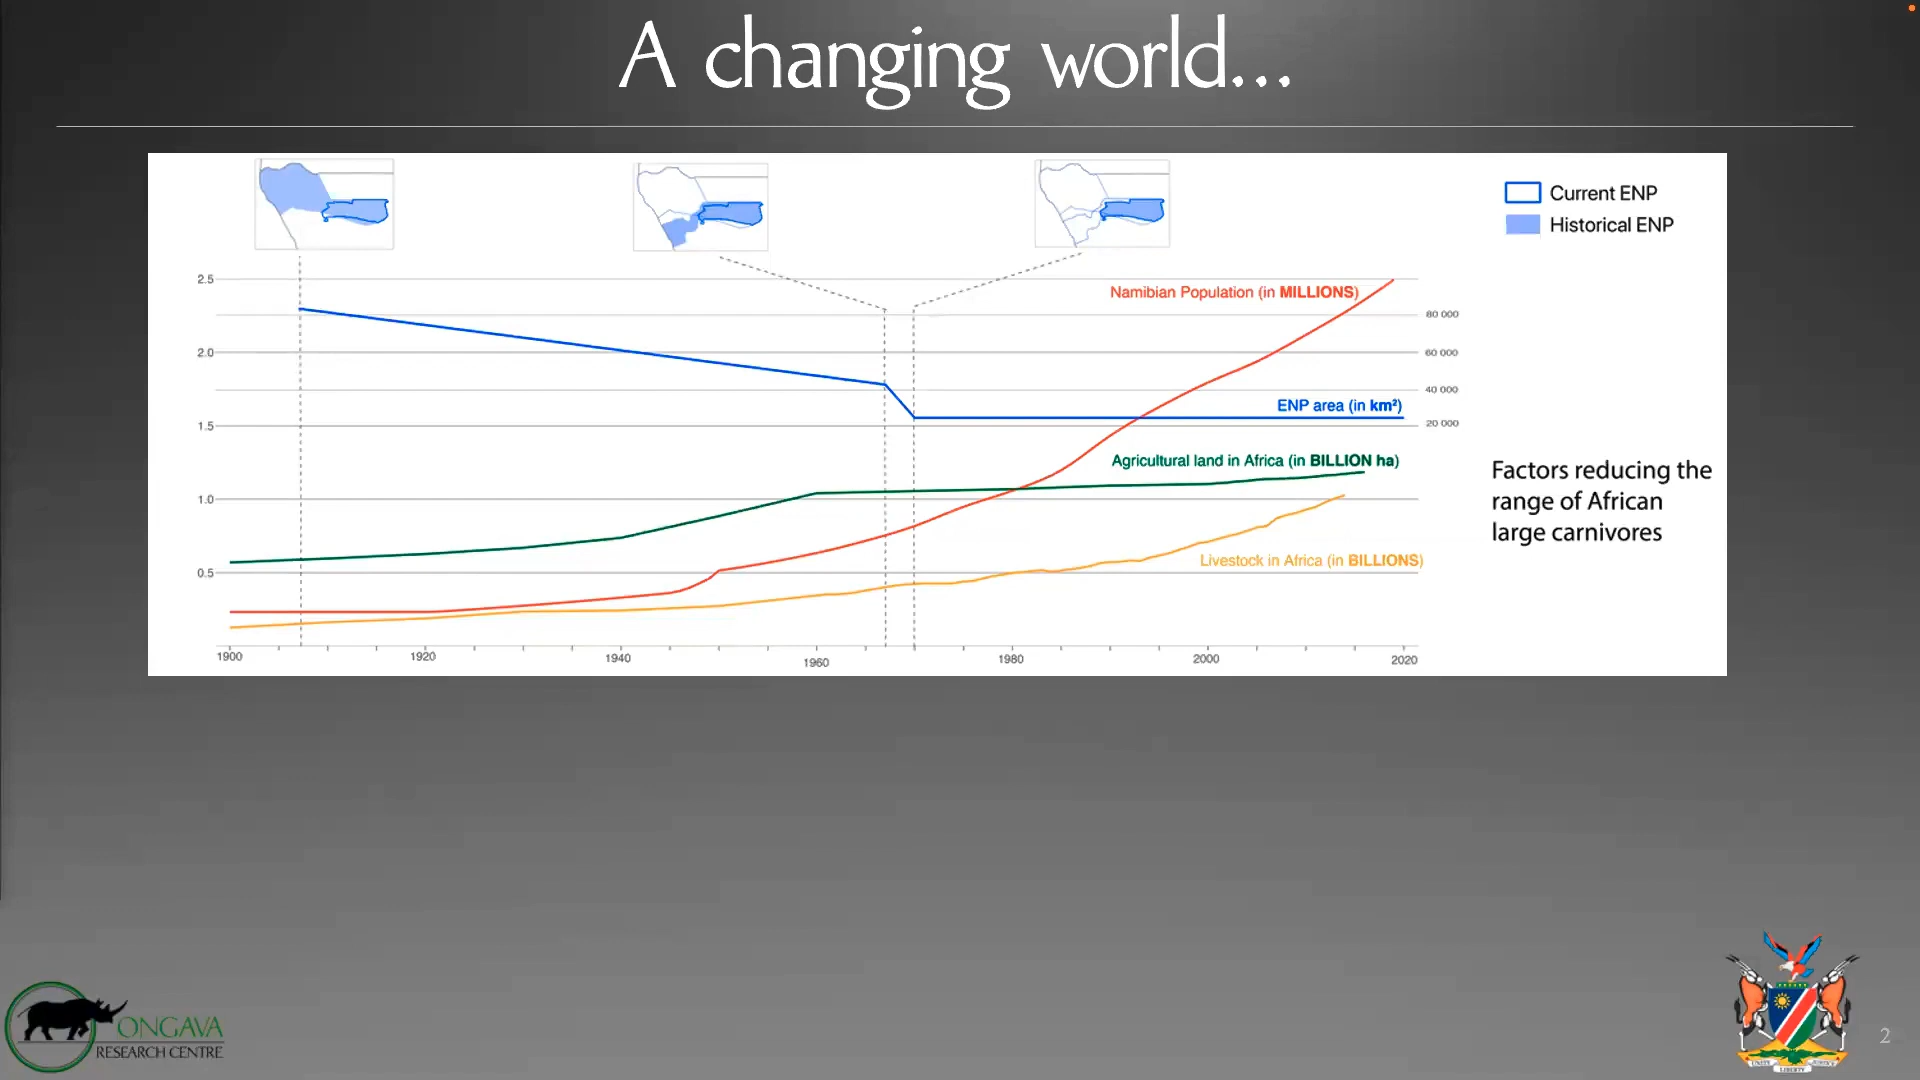 A changing world...
Current ENP
Historical ENP
2.5
2.0
1.5
1.0
0.5
Namibian Population (in MILLIONS)
80 000
60 000
40 000
ENP area (in km²)
20 000
Agricultural land in Africa (in BILLION ha)
Livestock in Africa (in BILLIONS)
1900
1920
1940
1960
1980
2000
2020
Factors reducing the
range of African
large carnivores
ONGAVA
RESEARCH CENTRE
UNITY LIBERTY JUSTICE
2